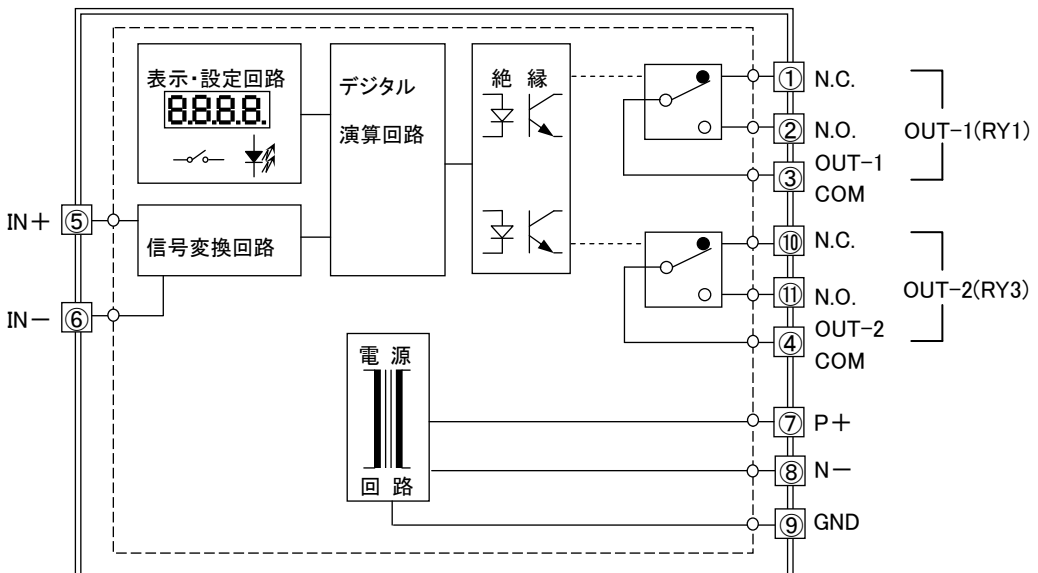 表示・設定回路
8.8.8.8.
デジタル
演算回路
絶 縁
① N.C.
② N.O.
OUT-1(RY1)
OUT-1
③
COM
IN+ ⑤
信号変換回路
IN− ⑥
⑩ N.C.
⑪ N.O.
OUT-2(RY3)
OUT-2
④
COM
電 源
回 路
⑦ P+
⑧ N−
⑨ GND